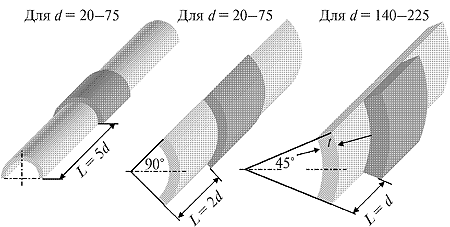 Для d = 20–75
Для d = 20–75
Для d = 140–225
L = 5d
90°
L = 2d
45°
t
L = d